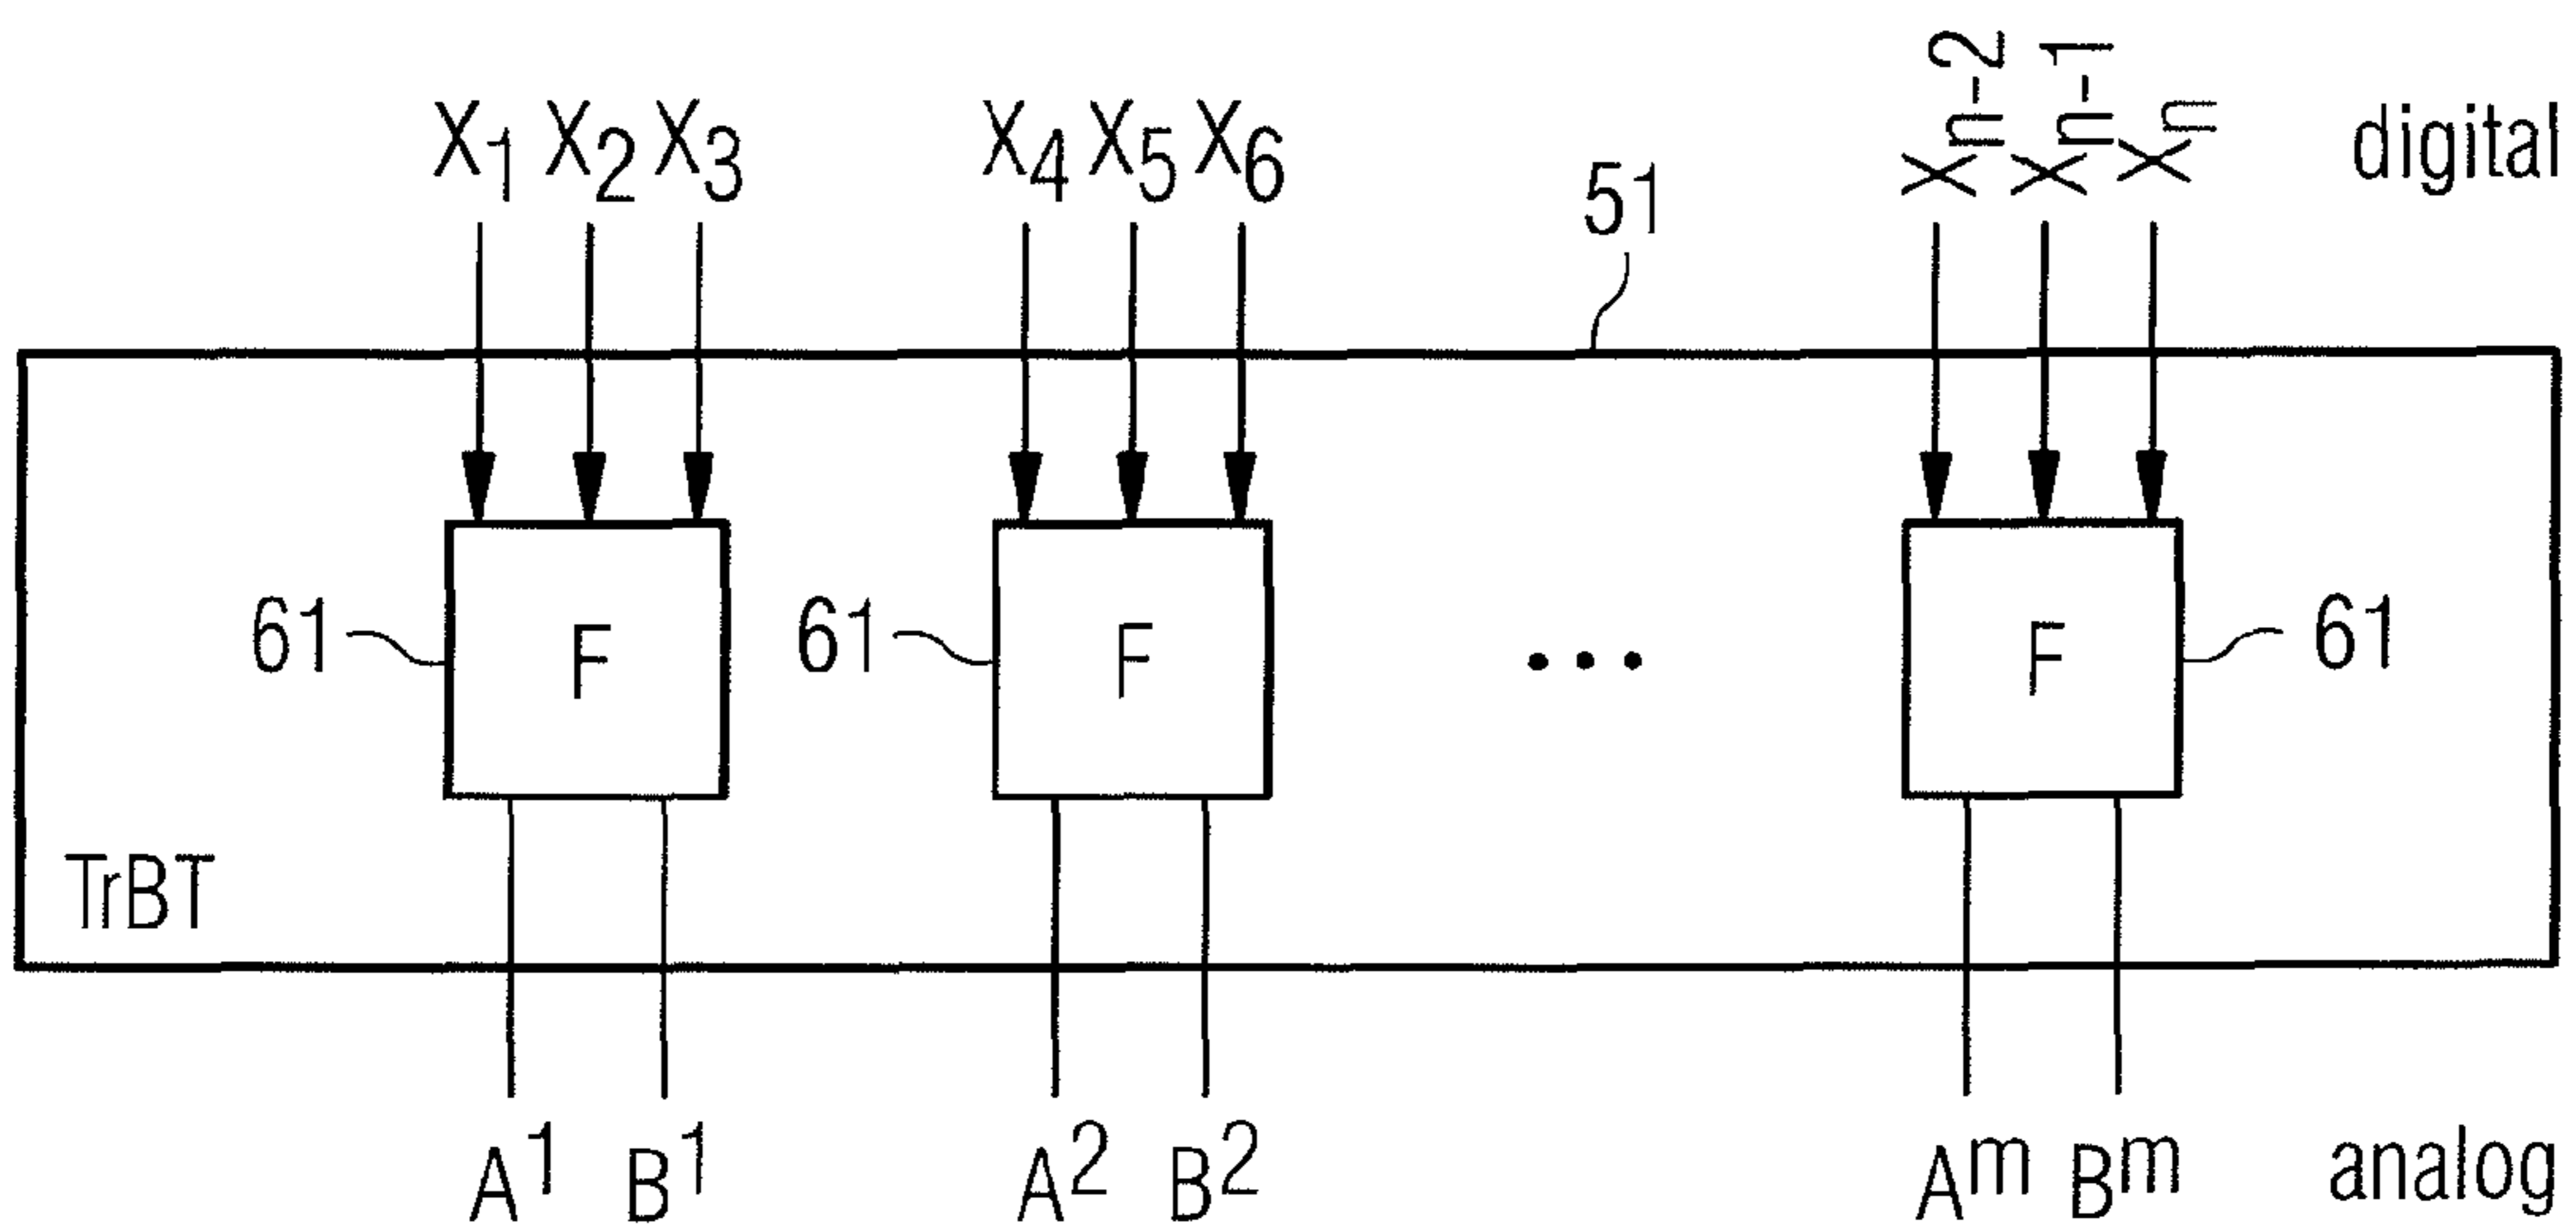 X1 X2 X3 X4 X5 X6 Xn-2 Xn-1 Xn digital
51
61 F 61 F ... F 61
TrBT
A1 B1 A2 B2 Am Bm analog